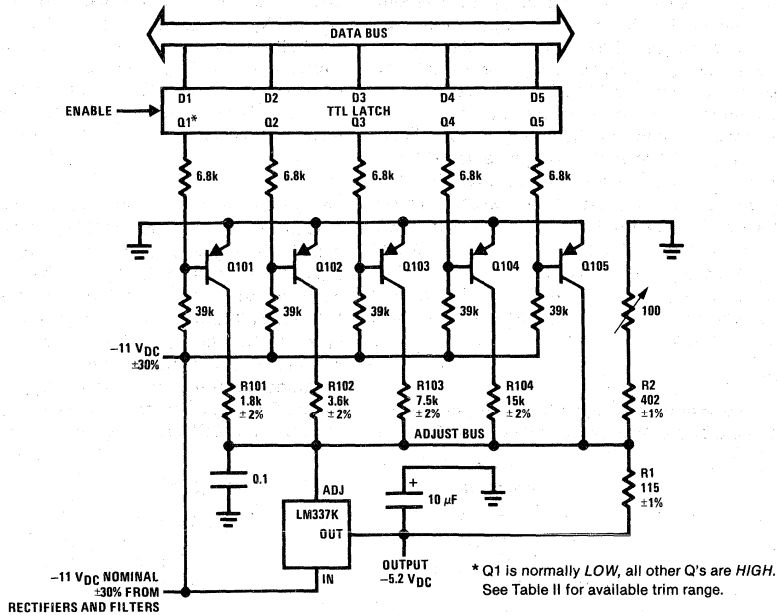 DATA BUS
D1 D2 D3 D4 D5
TTL LATCH
ENABLE
Q1* Q2 Q3 Q4 Q5
6.8k 6.8k 6.8k 6.8k 6.8k
Q101 Q102 Q103 Q104 Q105
39k 39k 39k 39k 39k
100
−11 VDC
±30%
R101
1.8k
±2%
R102
3.6k
±2%
R103
7.5k
±2%
R104
15k
±2%
R2
402
±1%
ADJUST BUS
R1
115
±1%
0.1
ADJ
LM337K
OUT
IN
+
10 μF
OUTPUT
−5.2 VDC
−11 VDC NOMINAL
±30% FROM
RECTIFIERS AND FILTERS
* Q1 is normally LOW, all other Q's are HIGH.
See Table II for available trim range.